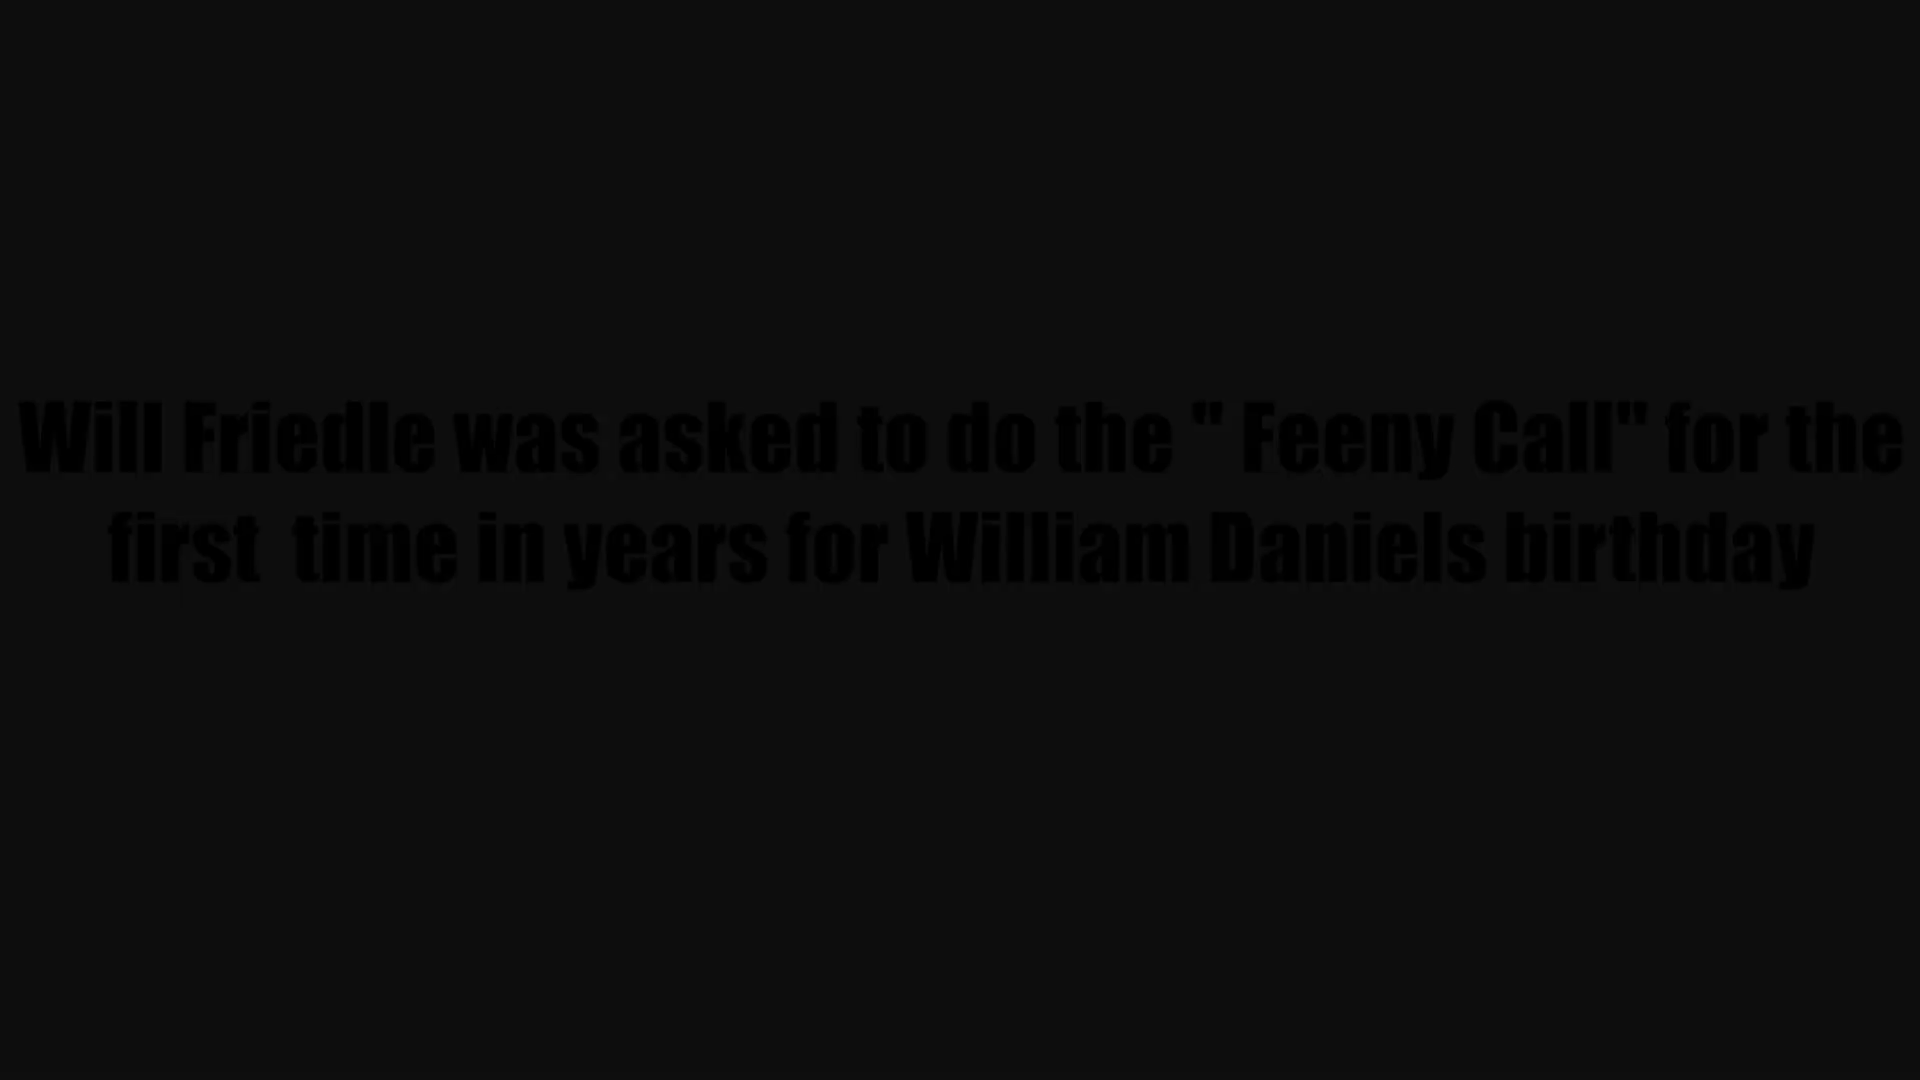 Will Friedle was asked to do the " Feeny Call" for the
first  time in years for William Daniels birthday